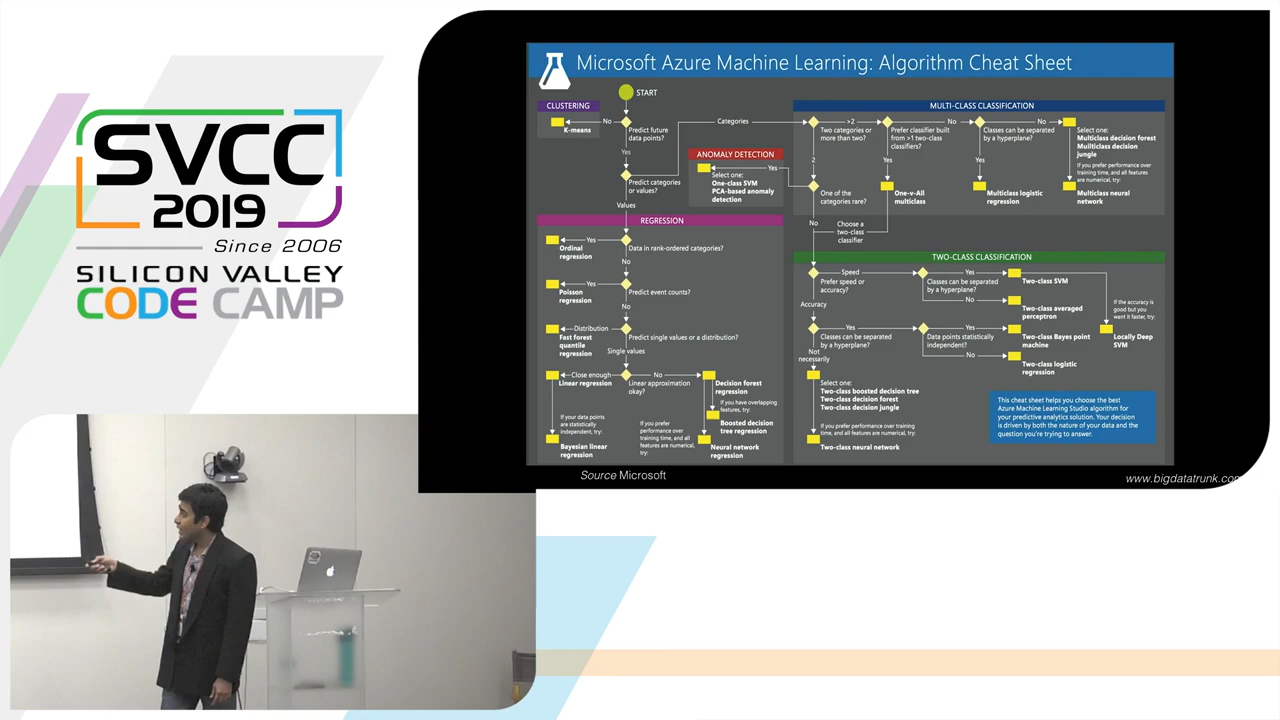 SVCC
2019
Since 2006
SILICON VALLEY
CODE CAMP
Microsoft Azure Machine Learning: Algorithm Cheat Sheet
START
CLUSTERING
K-means
No
Predict future
data points?
Yes
Predict categories
or values?
Categories
Values
ANOMALY DETECTION
Yes
Select one:
One-class SVM
PCA-based anomaly
detection
MULTI-CLASS CLASSIFICATION
Two categories or
more than two?
>2
2
Prefer classifier built
from >1 two-class
classifiers?
No
Yes
One-v-All
multiclass
Classes can be separated
by a hyperplane?
No
Yes
Multiclass logistic
regression
Select one:
Multiclass decision forest
Multiclass decision
jungle
If you prefer performance over
training time, and all features
are numerical, try:
Multiclass neural
network
One of the
categories rare?
No
Choose a
two-class
classifier
REGRESSION
Yes
Data in rank-ordered categories?
Ordinal
regression
No
Yes
Predict event counts?
Poisson
regression
No
Distribution
Predict single values or a distribution?
Fast forest
quantile
regression
Single values
Close enough
No
Linear regression
Linear approximation
okay?
Decision forest
regression
If you have overlapping
features, try:
Boosted decision
tree regression
If your data points
are statistically
independent, try:
Bayesian linear
regression
If you prefer
performance over
training time, and all
features are numerical,
try:
Neural network
regression
TWO-CLASS CLASSIFICATION
Speed
Prefer speed or
accuracy?
Classes can be separated
by a hyperplane?
Yes
Two-class SVM
No
Two-class averaged
perceptron
If the accuracy is
good but you
want it faster, try:
Locally Deep
SVM
Accuracy
Yes
Classes can be separated
by a hyperplane?
Data points statistically
independent?
Yes
Two-class Bayes point
machine
No
Two-class logistic
regression
Not
necessarily
Select one:
Two-class boosted decision tree
Two-class decision forest
Two-class decision jungle
If you prefer performance over training
time, and all features are numerical, try:
Two-class neural network
This cheat sheet helps you choose the best
Azure Machine Learning Studio algorithm for
your predictive analytics solution. Your decision
is driven by both the nature of your data and the
question you're trying to answer.
Source Microsoft
www.bigdatatrunk.com